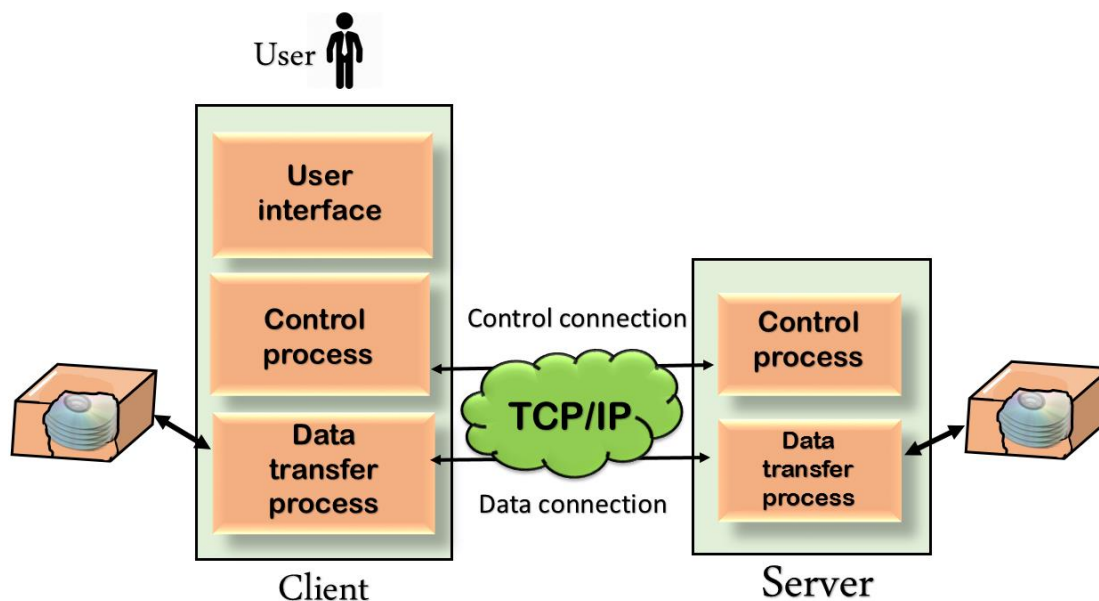 User
User
interface
Control
process
Data
transfer
process
Client
Control connection
TCP/IP
Data connection
Control
process
Data
transfer
process
Server